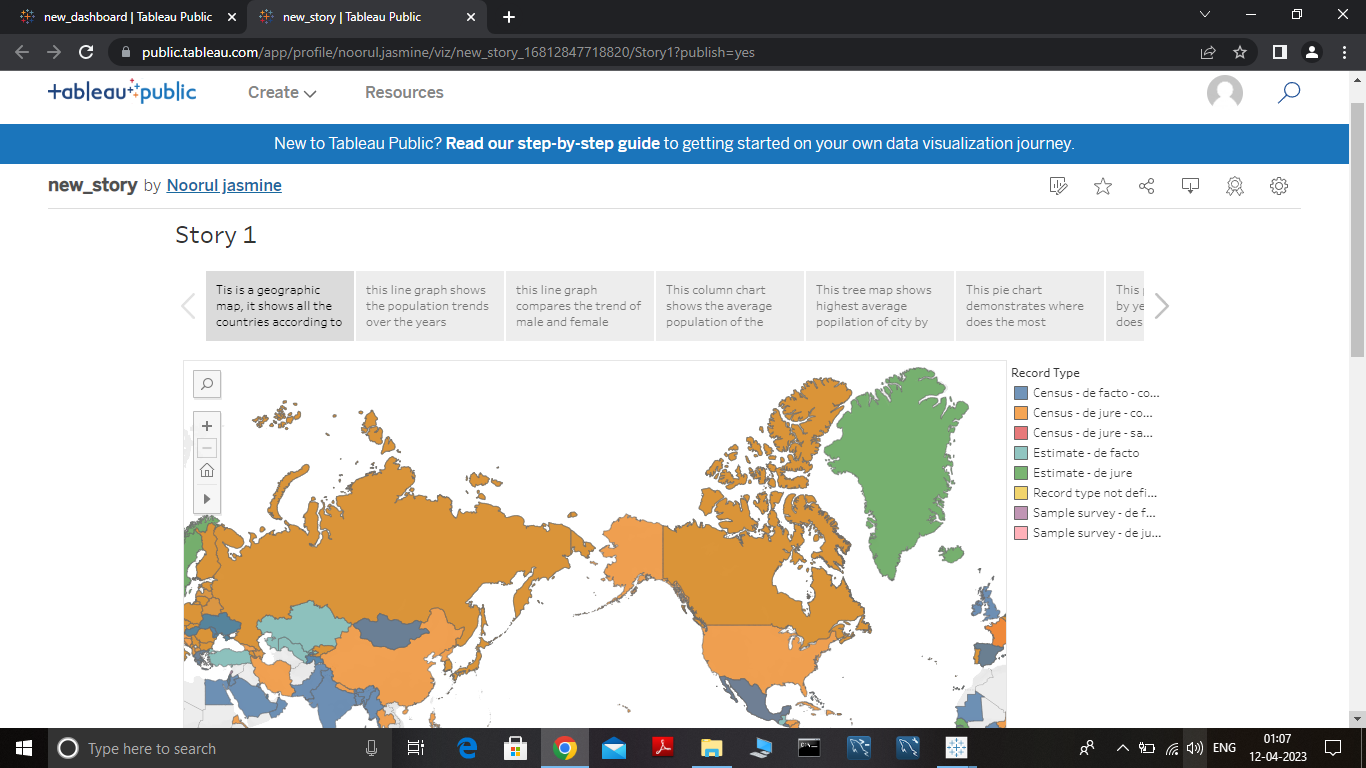 new_dashboard | Tableau Public
new_story | Tableau Public
public.tableau.com/app/profile/noorul.jasmine/viz/new_story_16812847718820/Story1?publish=yes
+ableau+public
Create
Resources
New to Tableau Public? Read our step-by-step guide to getting started on your own data visualization journey.
new_story by Noorul jasmine
Story 1
Tis is a geographic
map, it shows all the
countries according to
this line graph shows
the population trends
over the years
this line graph
compares the trend of
male and female
This column chart
shows the average
population of the
This tree map shows
highest average
popilation of city by
This pie chart
demonstrates where
does the most
This
by ye
does
Record Type
Census - de facto - co...
Census - de jure - co...
Census - de jure - sa...
Estimate - de facto
Estimate - de jure
Record type not defi...
Sample survey - de f...
Sample survey - de ju...
Type here to search
ENG
01:07
12-04-2023